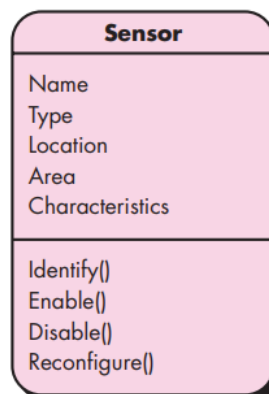 Sensor
Name
Type
Location
Area
Characteristics
Identify()
Enable()
Disable()
Reconfigure()